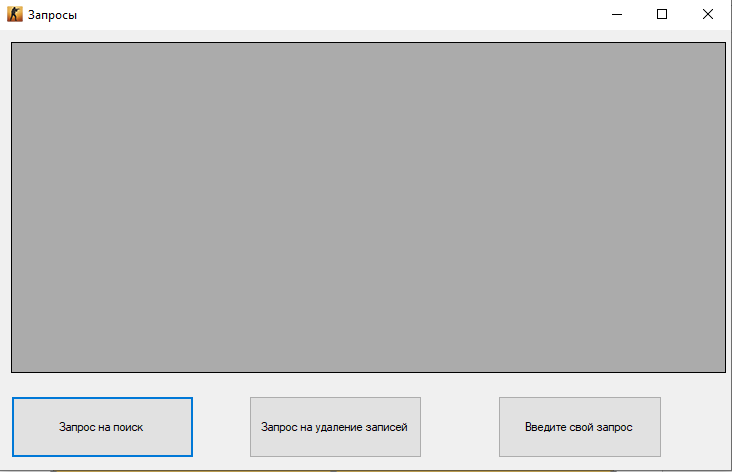 Запросы
Запрос на поиск
Запрос на удаление записей
Введите свой запрос